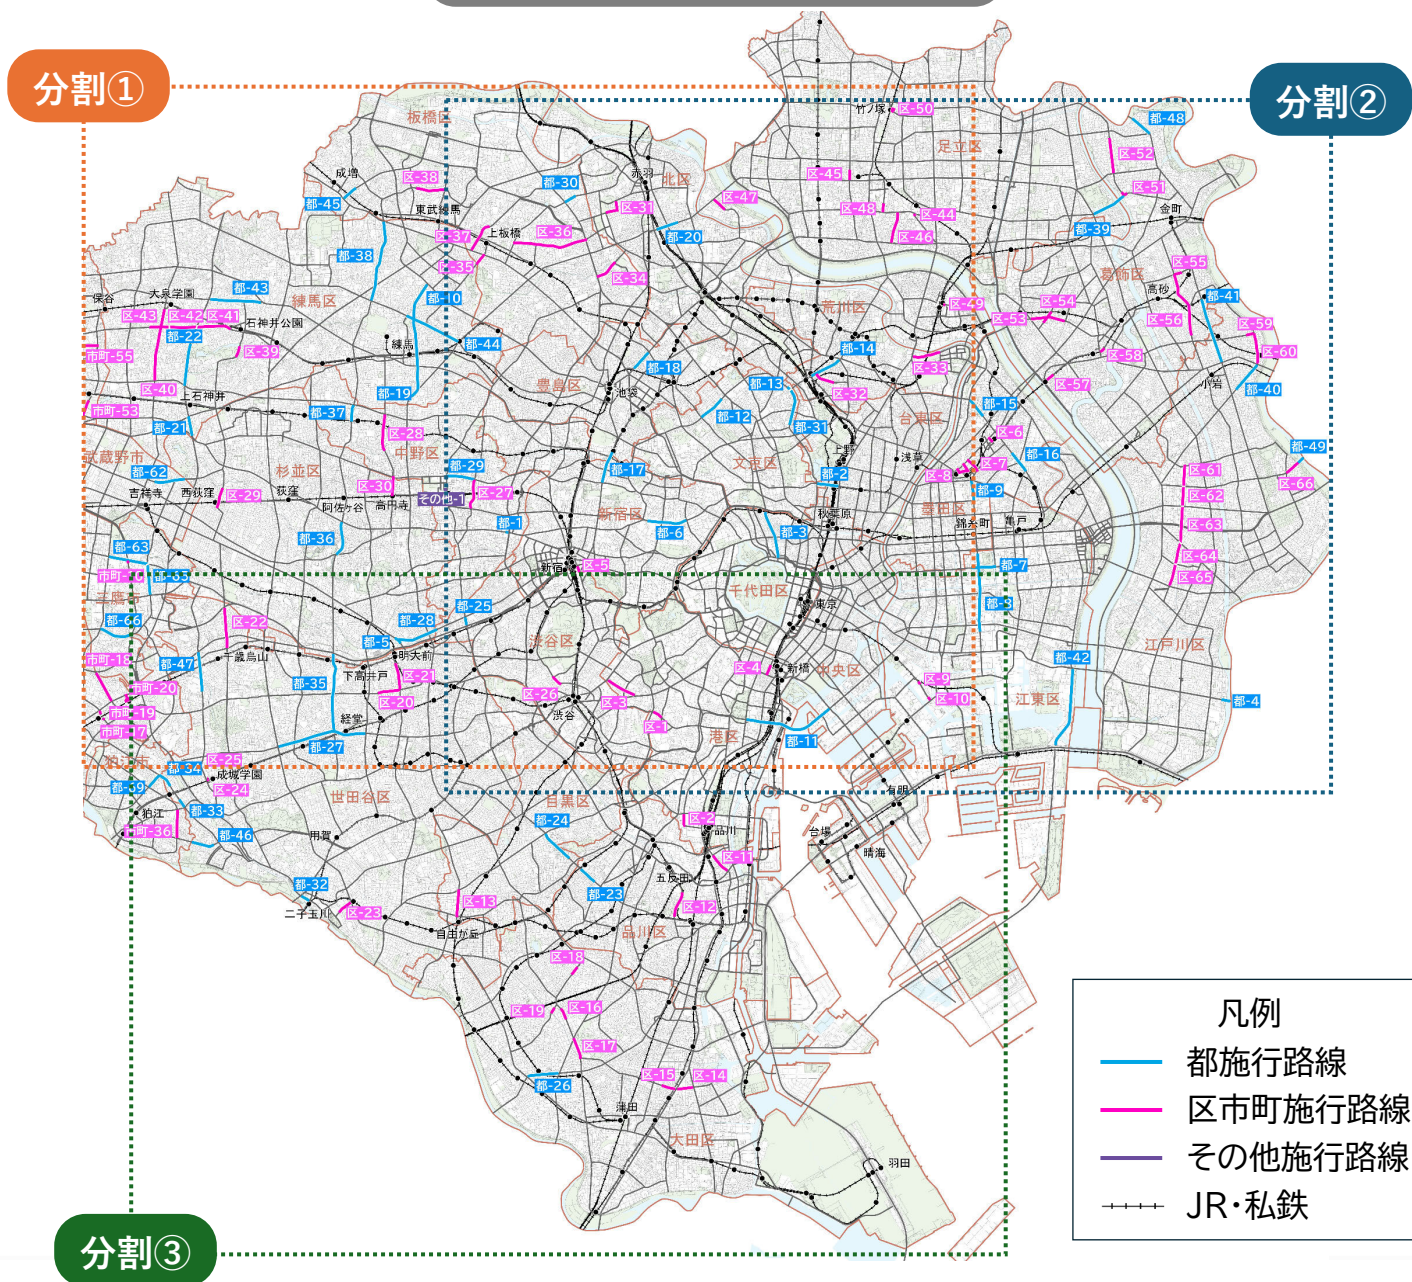 分割①
分割②
分割③
板橋区
成増
区-38
都-45
東武練馬
都-30
赤羽
北区
区-31
区-47
竹ノ塚
区-50
足立区
都-48
区-52
区-51
金町
都-39
区-45
区-48
区-44
区-46
都-20
区-37
上板橋
区-36
区-35
区-34
都-38
保谷
大泉学園
都-43
練馬区
都-10
区-43
区-42
区-41
石神井公園
都-22
区-39
練馬
都-44
市町-55
区-40
都-19
市町-53
上石神井
都-21
都-37
区-28
中野区
豊島区
池袋
都-18
荒川区
都-14
都-13
区-32
区-33
都-12
都-31
台東区
区-49
区-53
区-54
葛飾区
区-55
高砂
区-56
都-41
区-59
区-60
区-58
区-57
小岩
都-40
都-15
区-6
区-7
区-8
都-16
都-9
都-49
区-66
武蔵野市
都-62
吉祥寺
西荻窪
区-29
杉並区
荻窪
阿佐ヶ谷
区-30
高円寺
都-29
その他-1
区-27
都-1
都-17
新宿区
都-6
文京区
上野
浅草
都-2
秋葉原
都-3
墨田区
錦糸町
亀戸
区-61
区-62
区-63
区-64
区-65
都-36
都-63
都-65
三鷹市
都-66
新宿
区-5
千代田区
東京
都-7
都-3
江戸川区
市町-18
都-47
区-22
千歳烏山
都-5
都-28
都-25
明大前
下高井戸
区-21
区-20
都-35
経堂
都-27
市町-20
市町-19
市町-17
渋谷区
区-26
渋谷
区-3
区-1
区-4
新橋
中央区
区-9
区-10
港区
都-11
江東区
都-42
都-4
狛江市
都-34
区-25
成城学園
区-24
都-69
狛江
市町-36
都-33
都-46
世田谷区
用賀
都-32
二子玉川
区-23
区-13
自由が丘
目黒区
都-24
都-23
区-2
品川
五反田
区-11
区-12
品川区
有明
台場
晴海
区-18
区-19
区-16
区-17
都-26
区-15
区-14
蒲田
大田区
羽田
凡例
都施行路線
区市町施行路線
その他施行路線
JR・私鉄